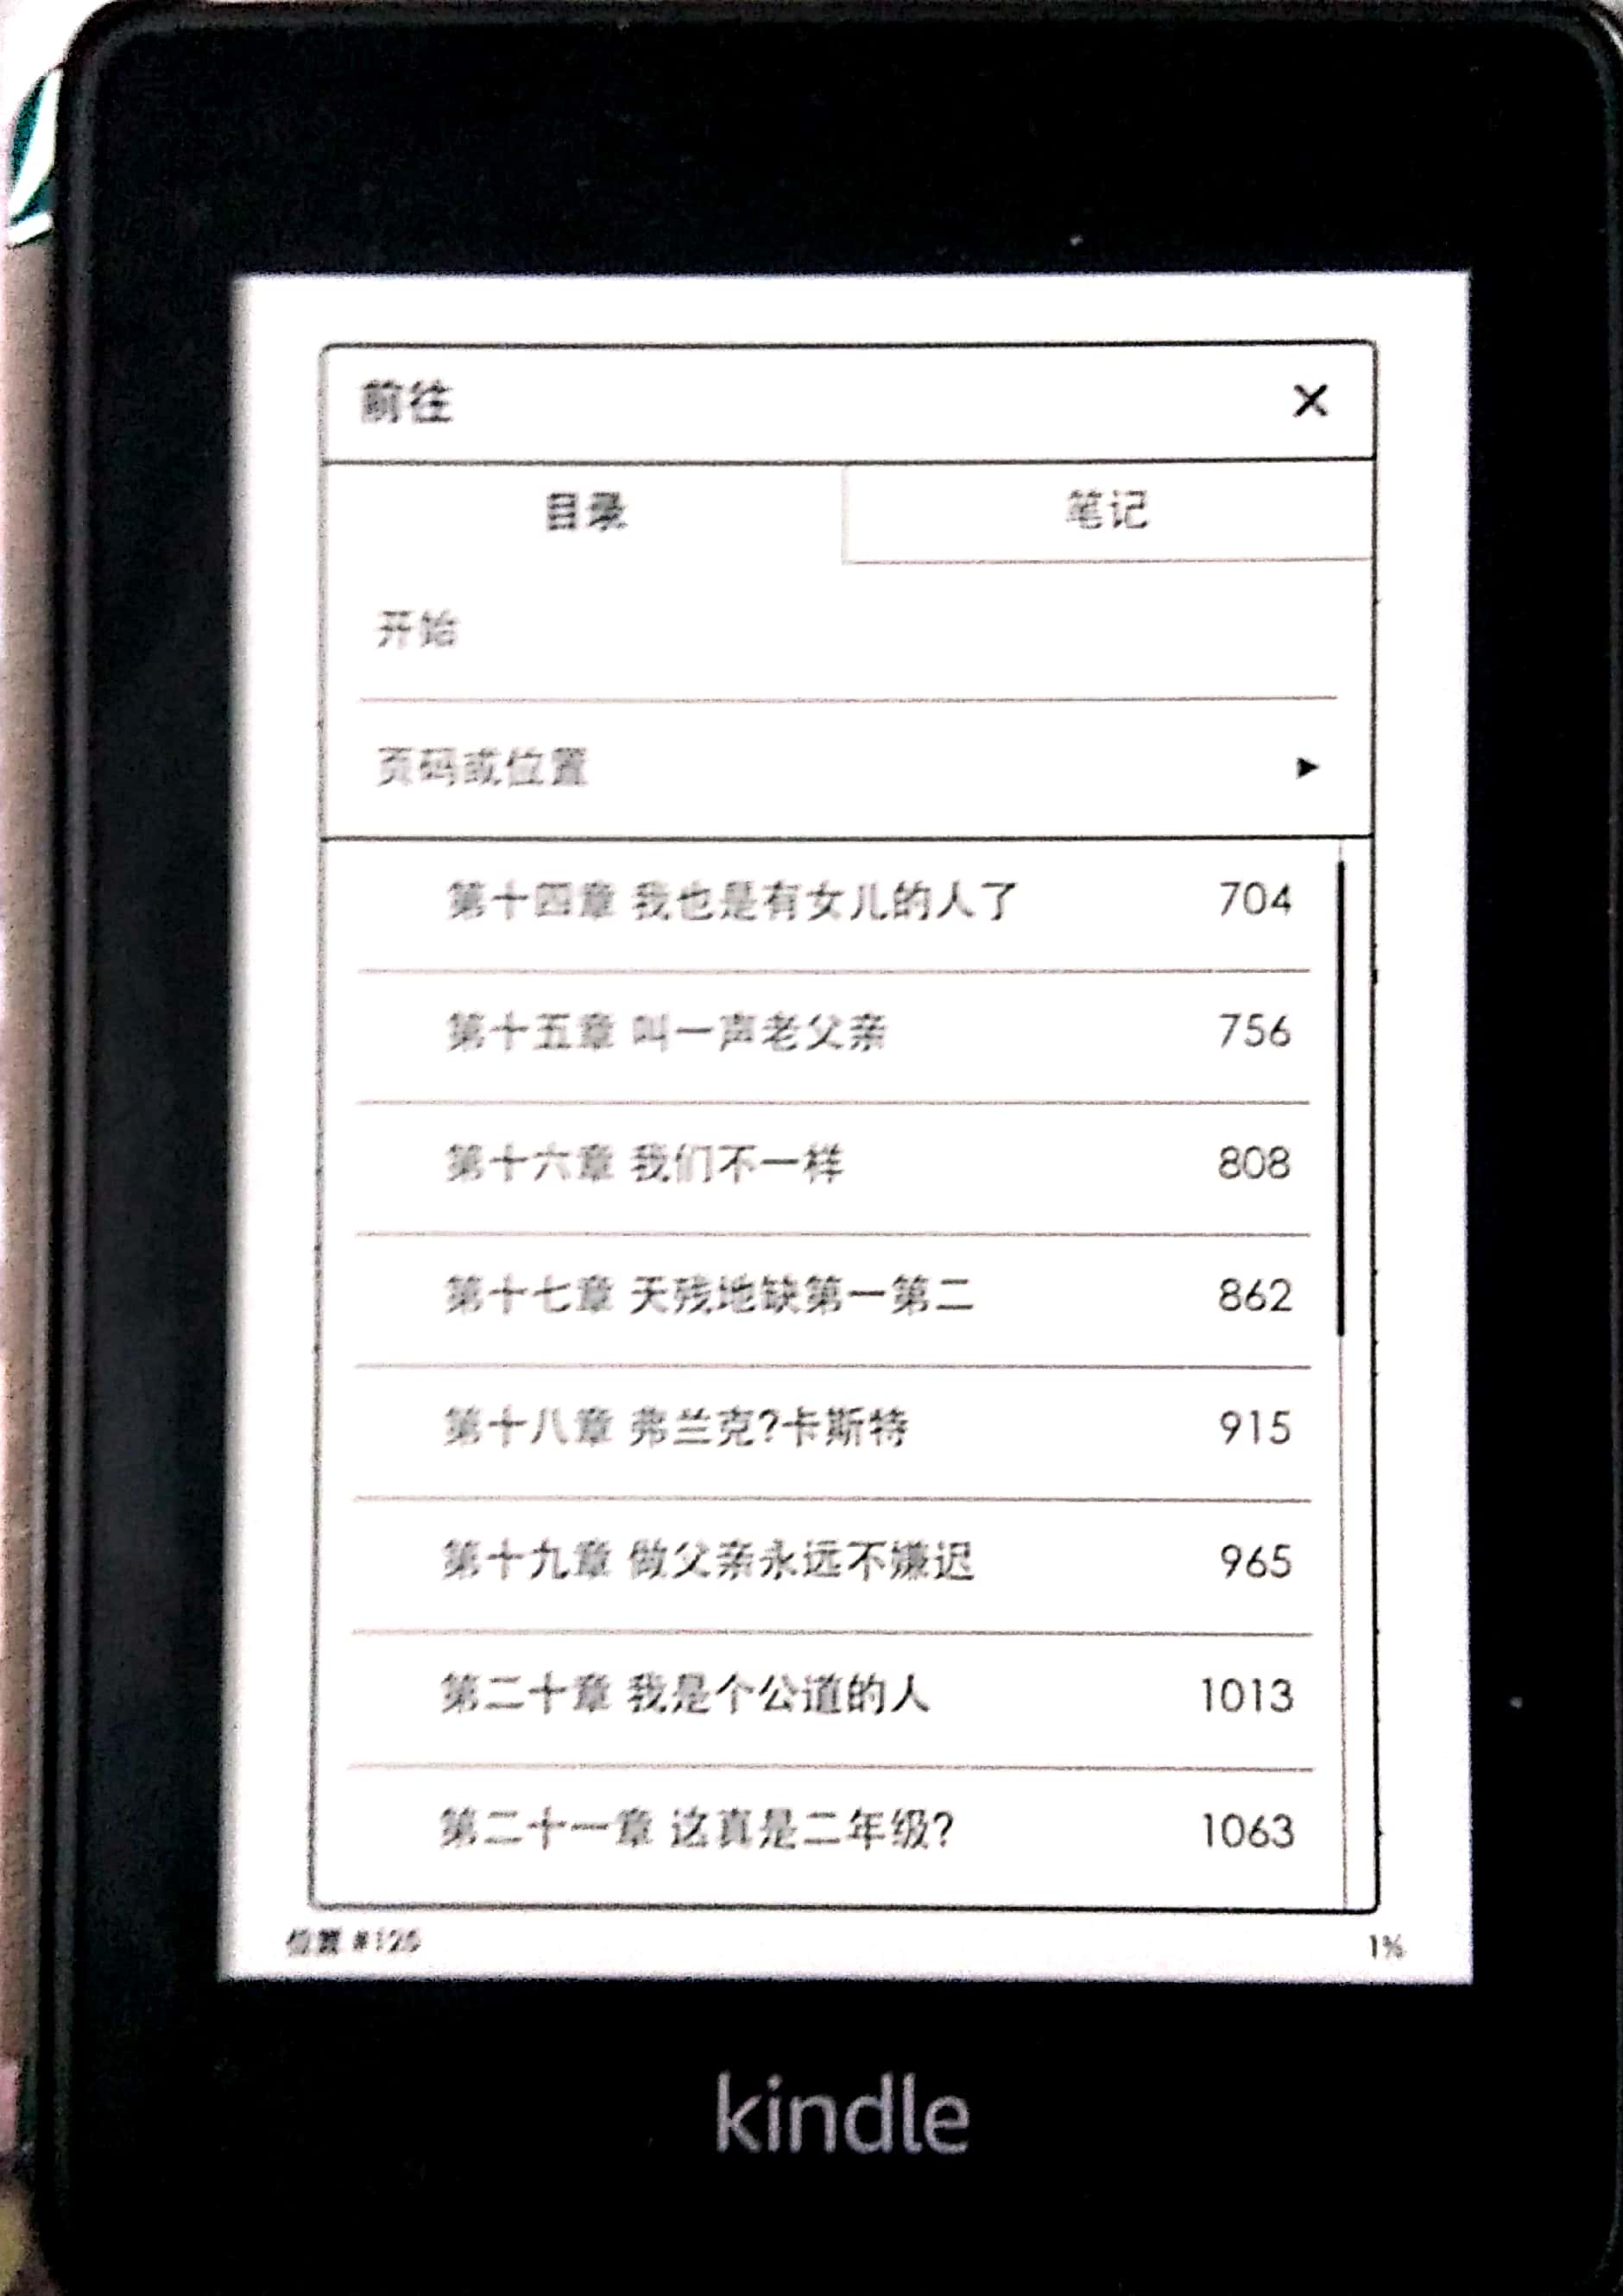 前往 ×
目录 笔记
开始
页码或位置 ▶
第十四章 我也是有女儿的人了 704
第十五章 叫一声老父亲 756
第十六章 我们不一样 808
第十七章 天残地缺第一第二 862
第十八章 弗兰克?卡斯特 915
第十九章 做父亲永远不嫌迟 965
第二十章 我是个公道的人 1013
第二十一章 这真是二年级? 1063
位置 #120 1%
kindle